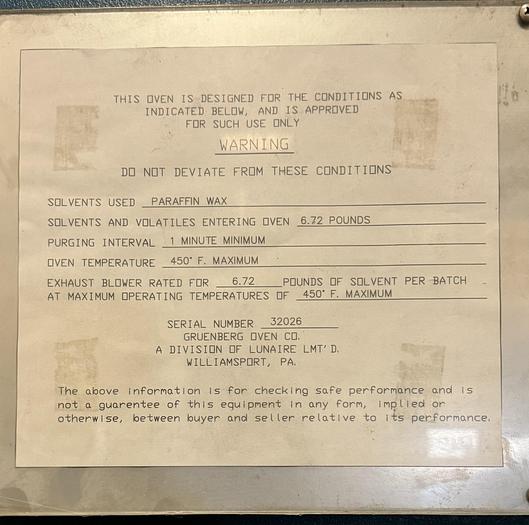 THIS OVEN IS DESIGNED FOR THE CONDITIONS AS
INDICATED BELOW, AND IS APPROVED
FOR SUCH USE ONLY
WARNING
DO NOT DEVIATE FROM THESE CONDITIONS
SOLVENTS USED PARAFFIN WAX
SOLVENTS AND VOLATILES ENTERING OVEN 6.72 POUNDS
PURGING INTERVAL 1 MINUTE MINIMUM
OVEN TEMPERATURE 450° F. MAXIMUM
EXHAUST BLOWER RATED FOR 6.72 POUNDS OF SOLVENT PER BATCH
AT MAXIMUM OPERATING TEMPERATURES OF 450° F. MAXIMUM
SERIAL NUMBER 32026
GRUENBERG OVEN CO.
A DIVISION OF LUNAIRE LMT'D.
WILLIAMSPORT, PA.
The above information is for checking safe performance and is
not a guarentee of this equipment in any form, implied or
otherwise, between buyer and seller relative to its performance.